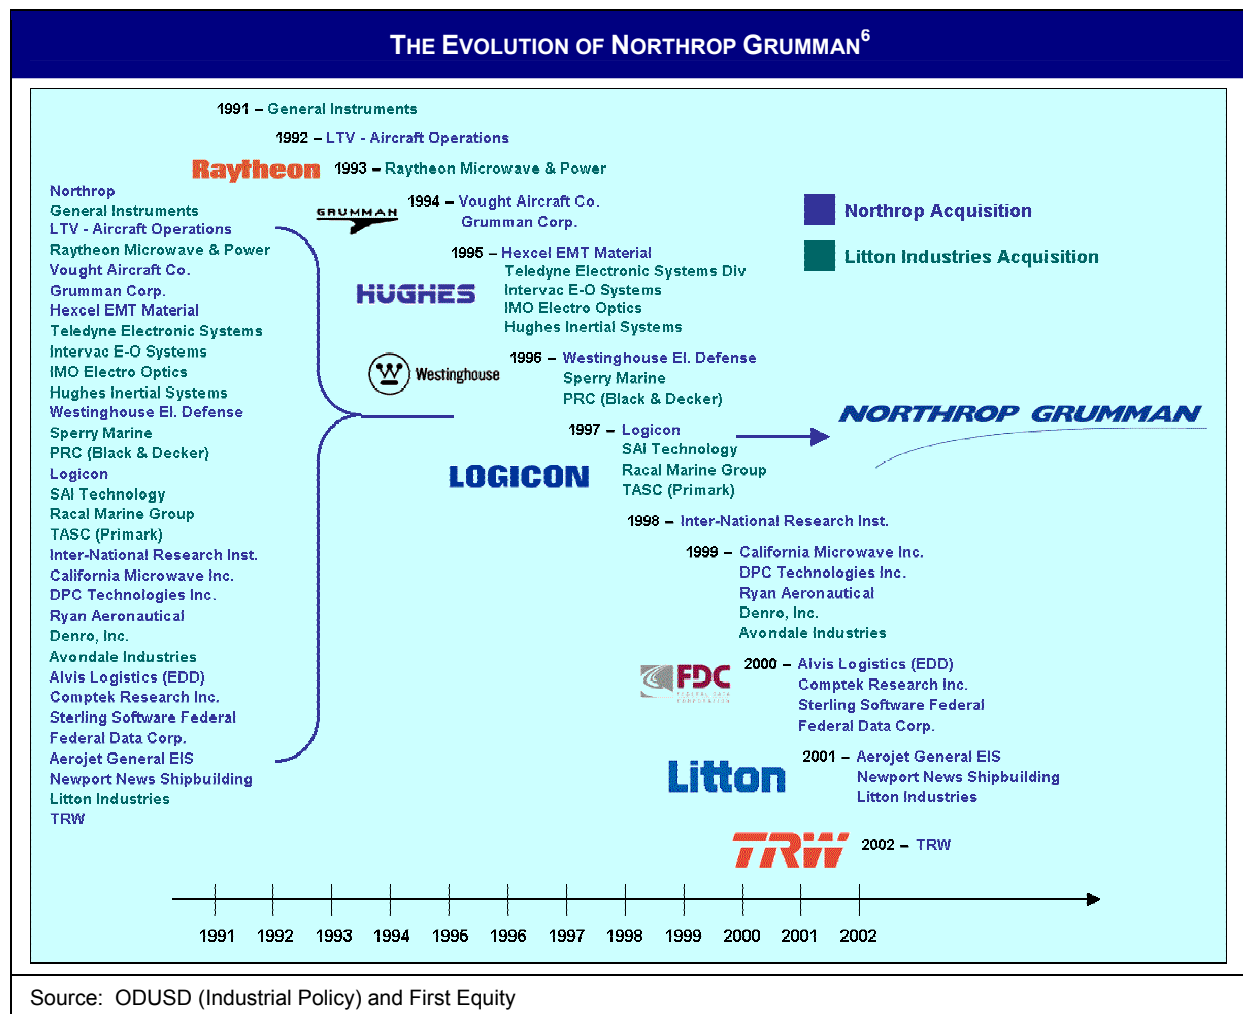 THE EVOLUTION OF NORTHROP GRUMMAN6
1991 – General Instruments
1992 – LTV - Aircraft Operations
Raytheon
1993 – Raytheon Microwave & Power
Northrop
General Instruments
LTV - Aircraft Operations
Raytheon Microwave & Power
Vought Aircraft Co.
Grumman Corp.
Hexcel EMT Material
Teledyne Electronic Systems
Intervac E-O Systems
IMO Electro Optics
Hughes Inertial Systems
Westinghouse El. Defense
Sperry Marine
PRC (Black & Decker)
Logicon
SAI Technology
Racal Marine Group
TASC (Primark)
Inter-National Research Inst.
California Microwave Inc.
DPC Technologies Inc.
Ryan Aeronautical
Denro, Inc.
Avondale Industries
Alvis Logistics (EDD)
Comptek Research Inc.
Sterling Software Federal
Federal Data Corp.
Aerojet General EIS
Newport News Shipbuilding
Litton Industries
TRW
GRUMMAN
1994 – Vought Aircraft Co.
Grumman Corp.
Northrop Acquisition
Litton Industries Acquisition
1995 – Hexcel EMT Material
Teledyne Electronic Systems Div
Intervac E-O Systems
IMO Electro Optics
Hughes Inertial Systems
HUGHES
W Westinghouse
1996 – Westinghouse El. Defense
Sperry Marine
PRC (Black & Decker)
1997 – Logicon
SAI Technology
Racal Marine Group
TASC (Primark)
LOGICON
NORTHROP GRUMMAN
1998 – Inter-National Research Inst.
1999 – California Microwave Inc.
DPC Technologies Inc.
Ryan Aeronautical
Denro, Inc.
Avondale Industries
FDC
FEDERAL DATA
CORPORATION
2000 – Alvis Logistics (EDD)
Comptek Research Inc.
Sterling Software Federal
Federal Data Corp.
Litton
2001 – Aerojet General EIS
Newport News Shipbuilding
Litton Industries
TRW
2002 – TRW
1991 1992 1993 1994 1995 1996 1997 1998 1999 2000 2001 2002
Source: ODUSD (Industrial Policy) and First Equity